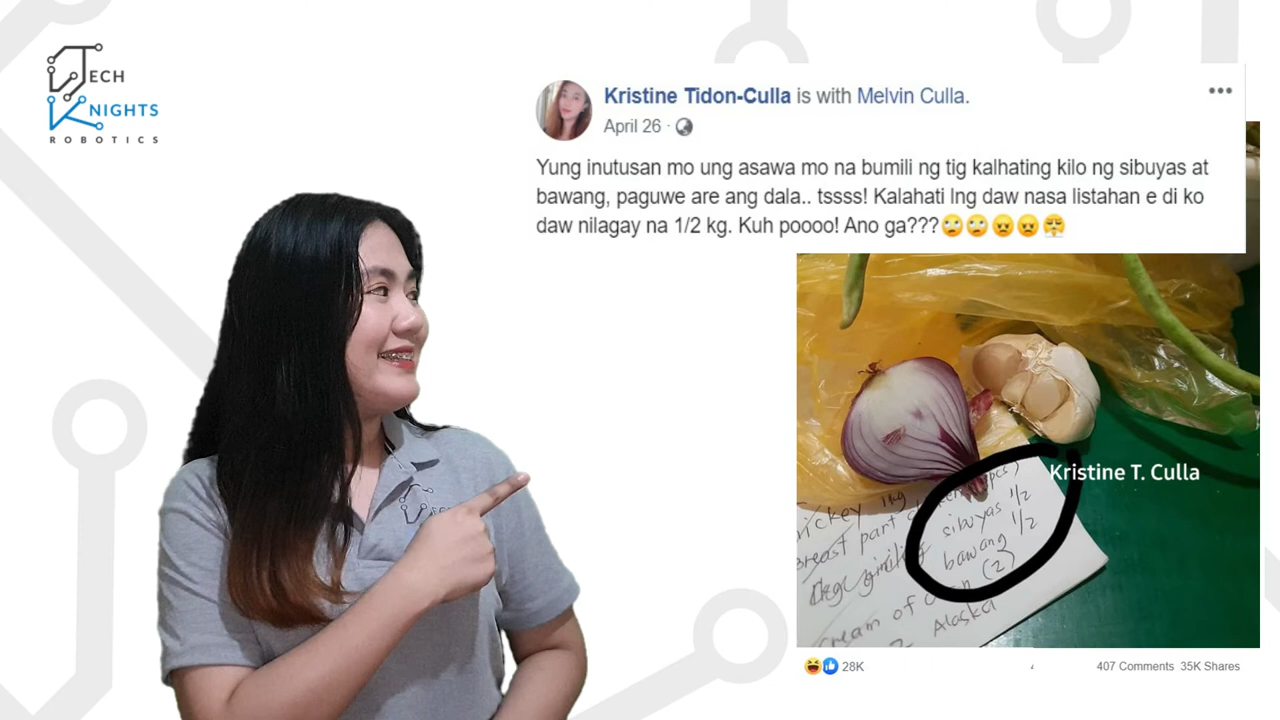 TECH
KNIGHTS
ROBOTICS
Kristine Tidon-Culla is with Melvin Culla.
April 26 ·
Yung inutusan mo ung asawa mo na bumili ng tig kalhating kilo ng sibuyas at
bawang, paguwe are ang dala.. tssss! Kalahati lng daw nasa listahan e di ko
daw nilagay na 1/2 kg. Kuh poooo! Ano ga???🙄🙄😠😠😤
Kristine T. Culla
Breast part
sibuyas 1/2
bawang 1/2
(2)
cream of
Alaska
28K
407 Comments 35K Shares